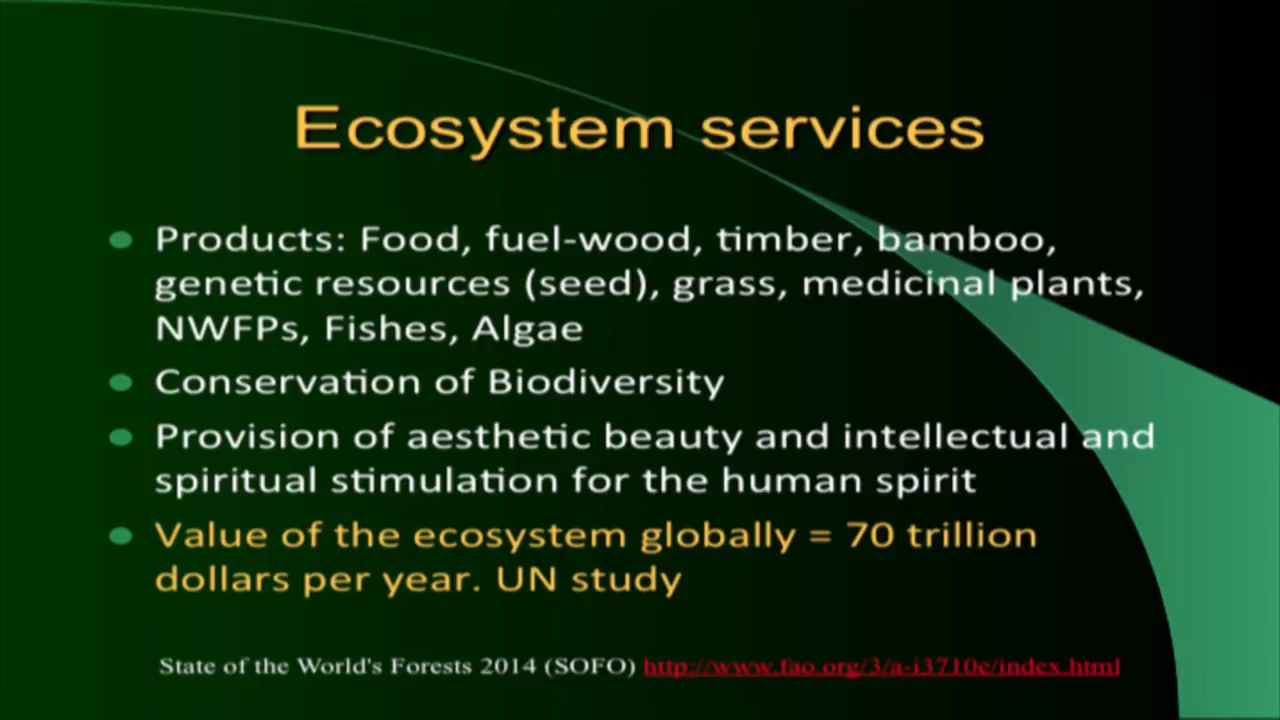 Ecosystem services
Products: Food, fuel-wood, timber, bamboo,
genetic resources (seed), grass, medicinal plants,
NWFPs, Fishes, Algae
Conservation of Biodiversity
Provision of aesthetic beauty and intellectual and
spiritual stimulation for the human spirit
Value of the ecosystem globally = 70 trillion
dollars per year. UN study
State of the World's Forests 2014 (SOFO) http://www.fao.org/3/a-i3710e/index.html